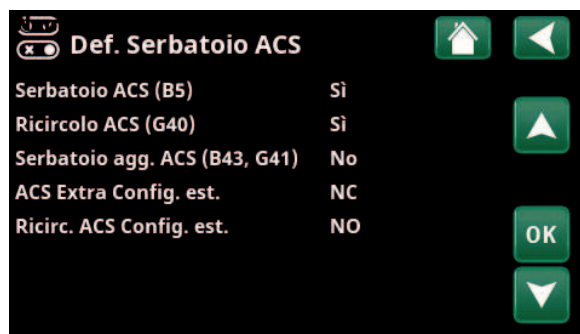 Def. Serbatoio ACS
Serbatoio ACS (B5) Sì
Ricircolo ACS (G40) Sì
Serbatoio agg. ACS (B43, G41) No
ACS Extra Config. est. NC
Ricirc. ACS Config. est. NO
OK